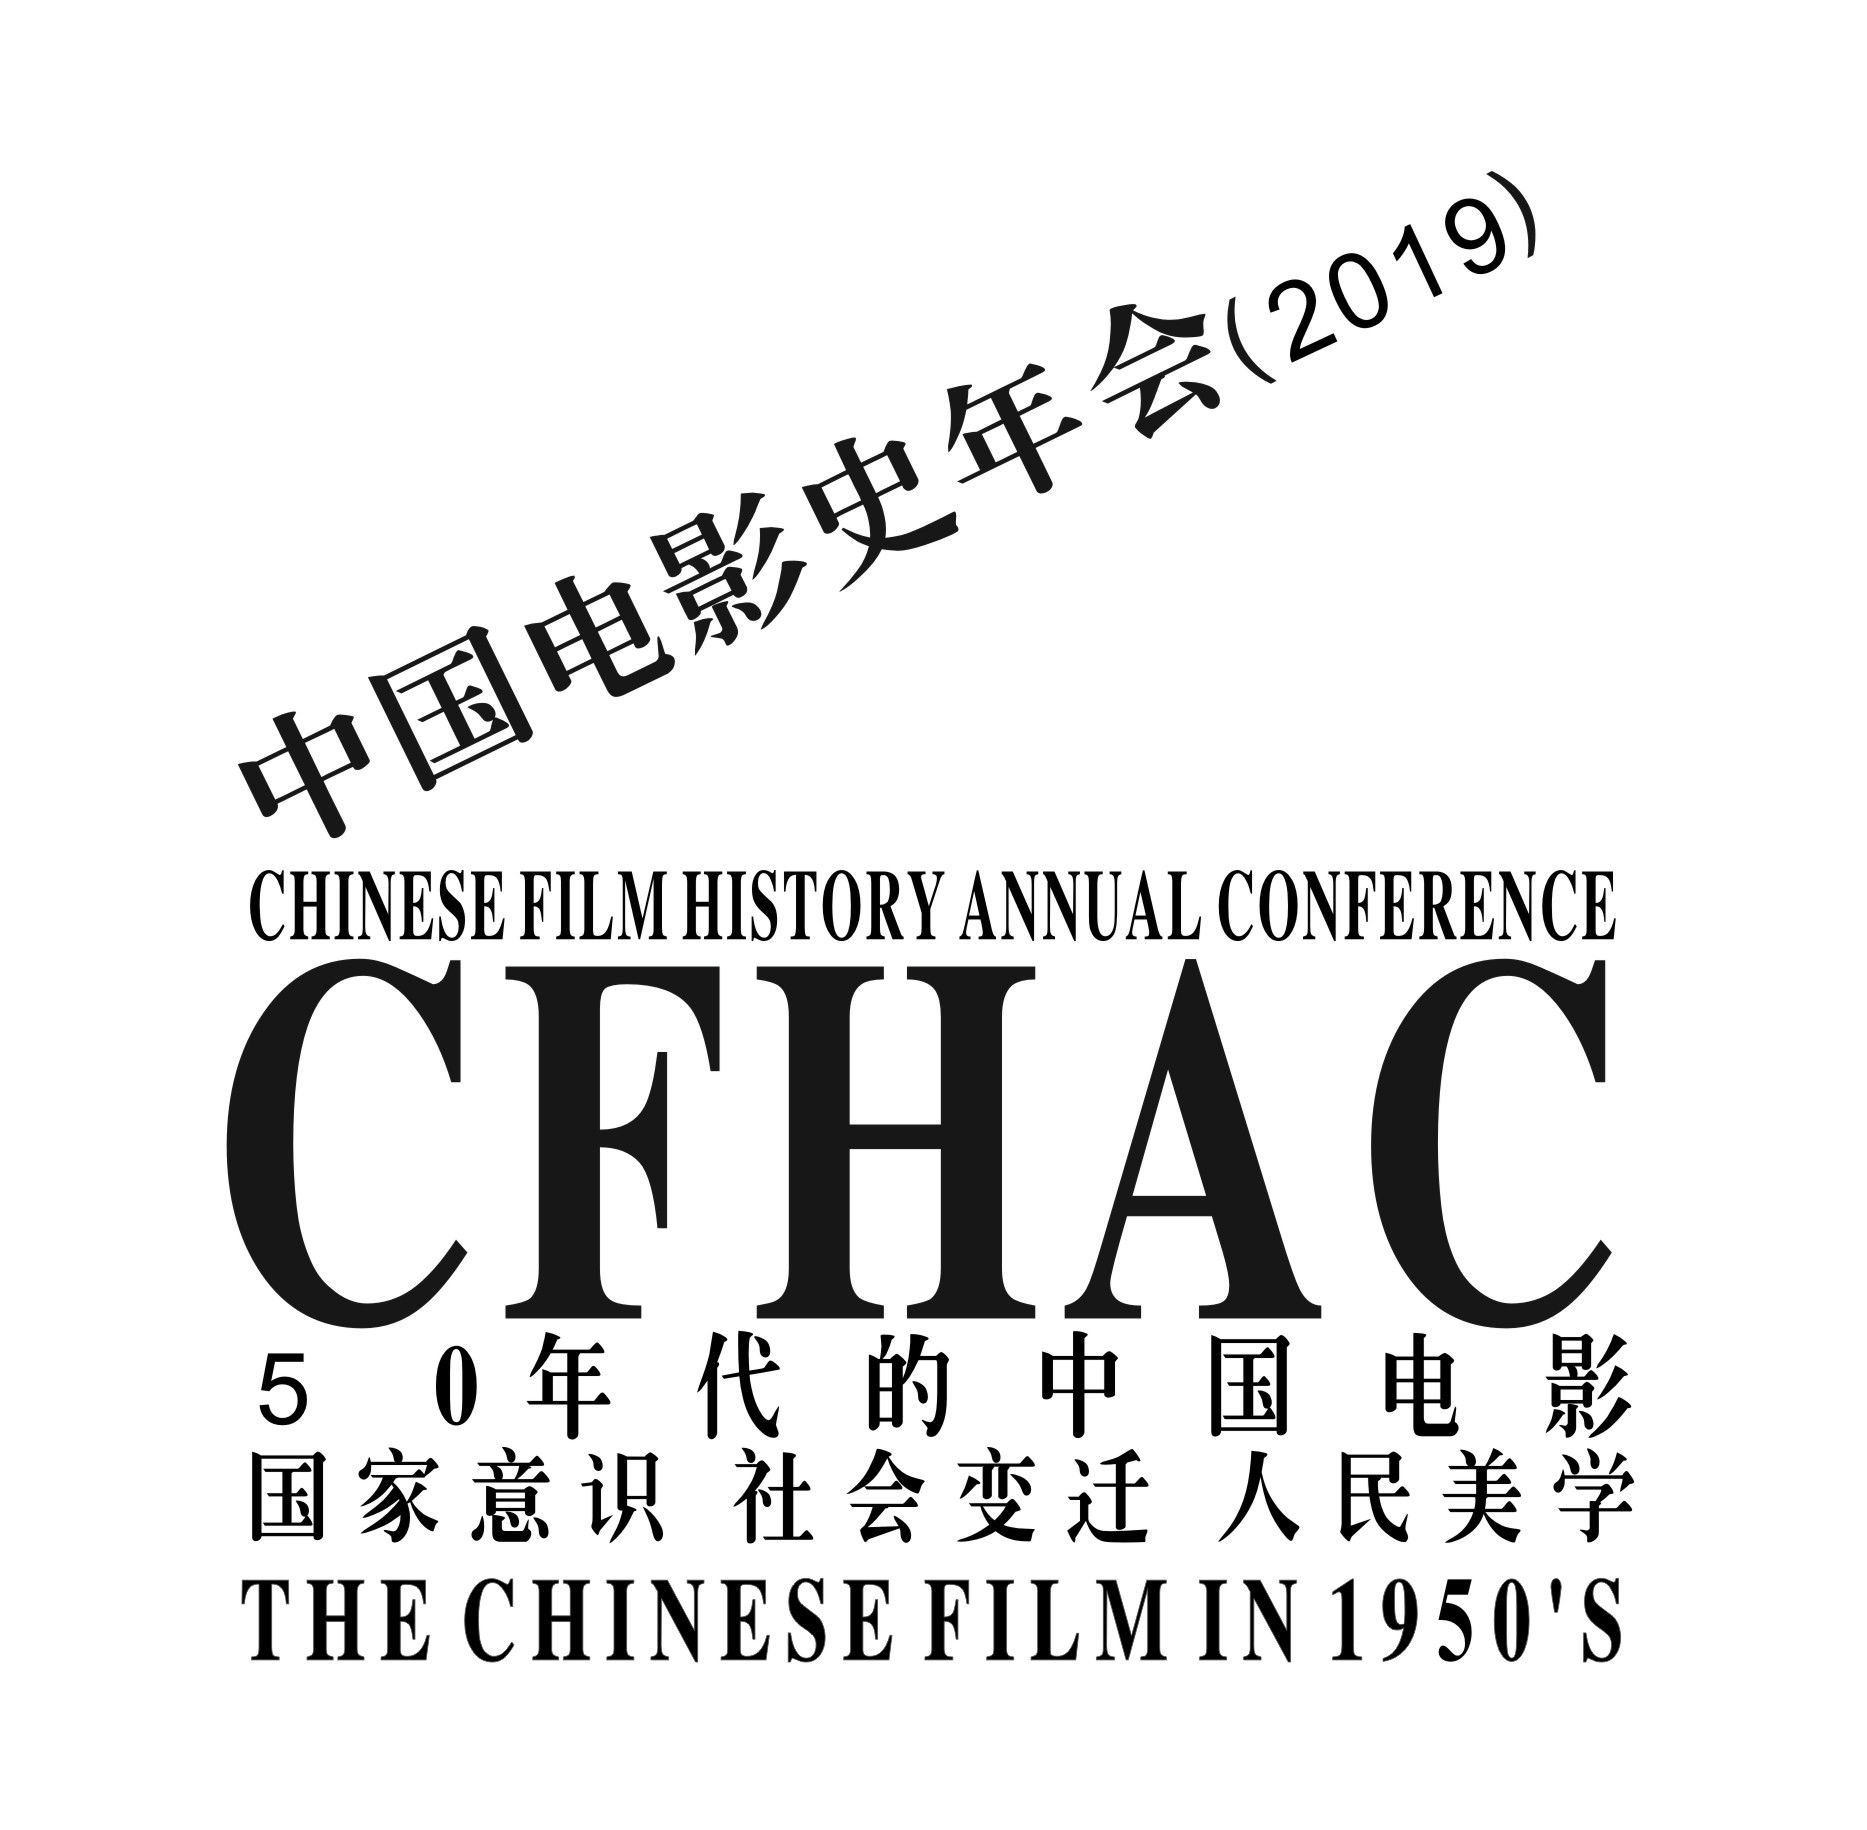 中国电影史年会(2019)
CHINESE FILM HISTORY ANNUAL CONFERENCE
CFHAC
50年代的中国电影
国家意识 社会变迁 人民美学
THE CHINESE FILM IN 1950'S